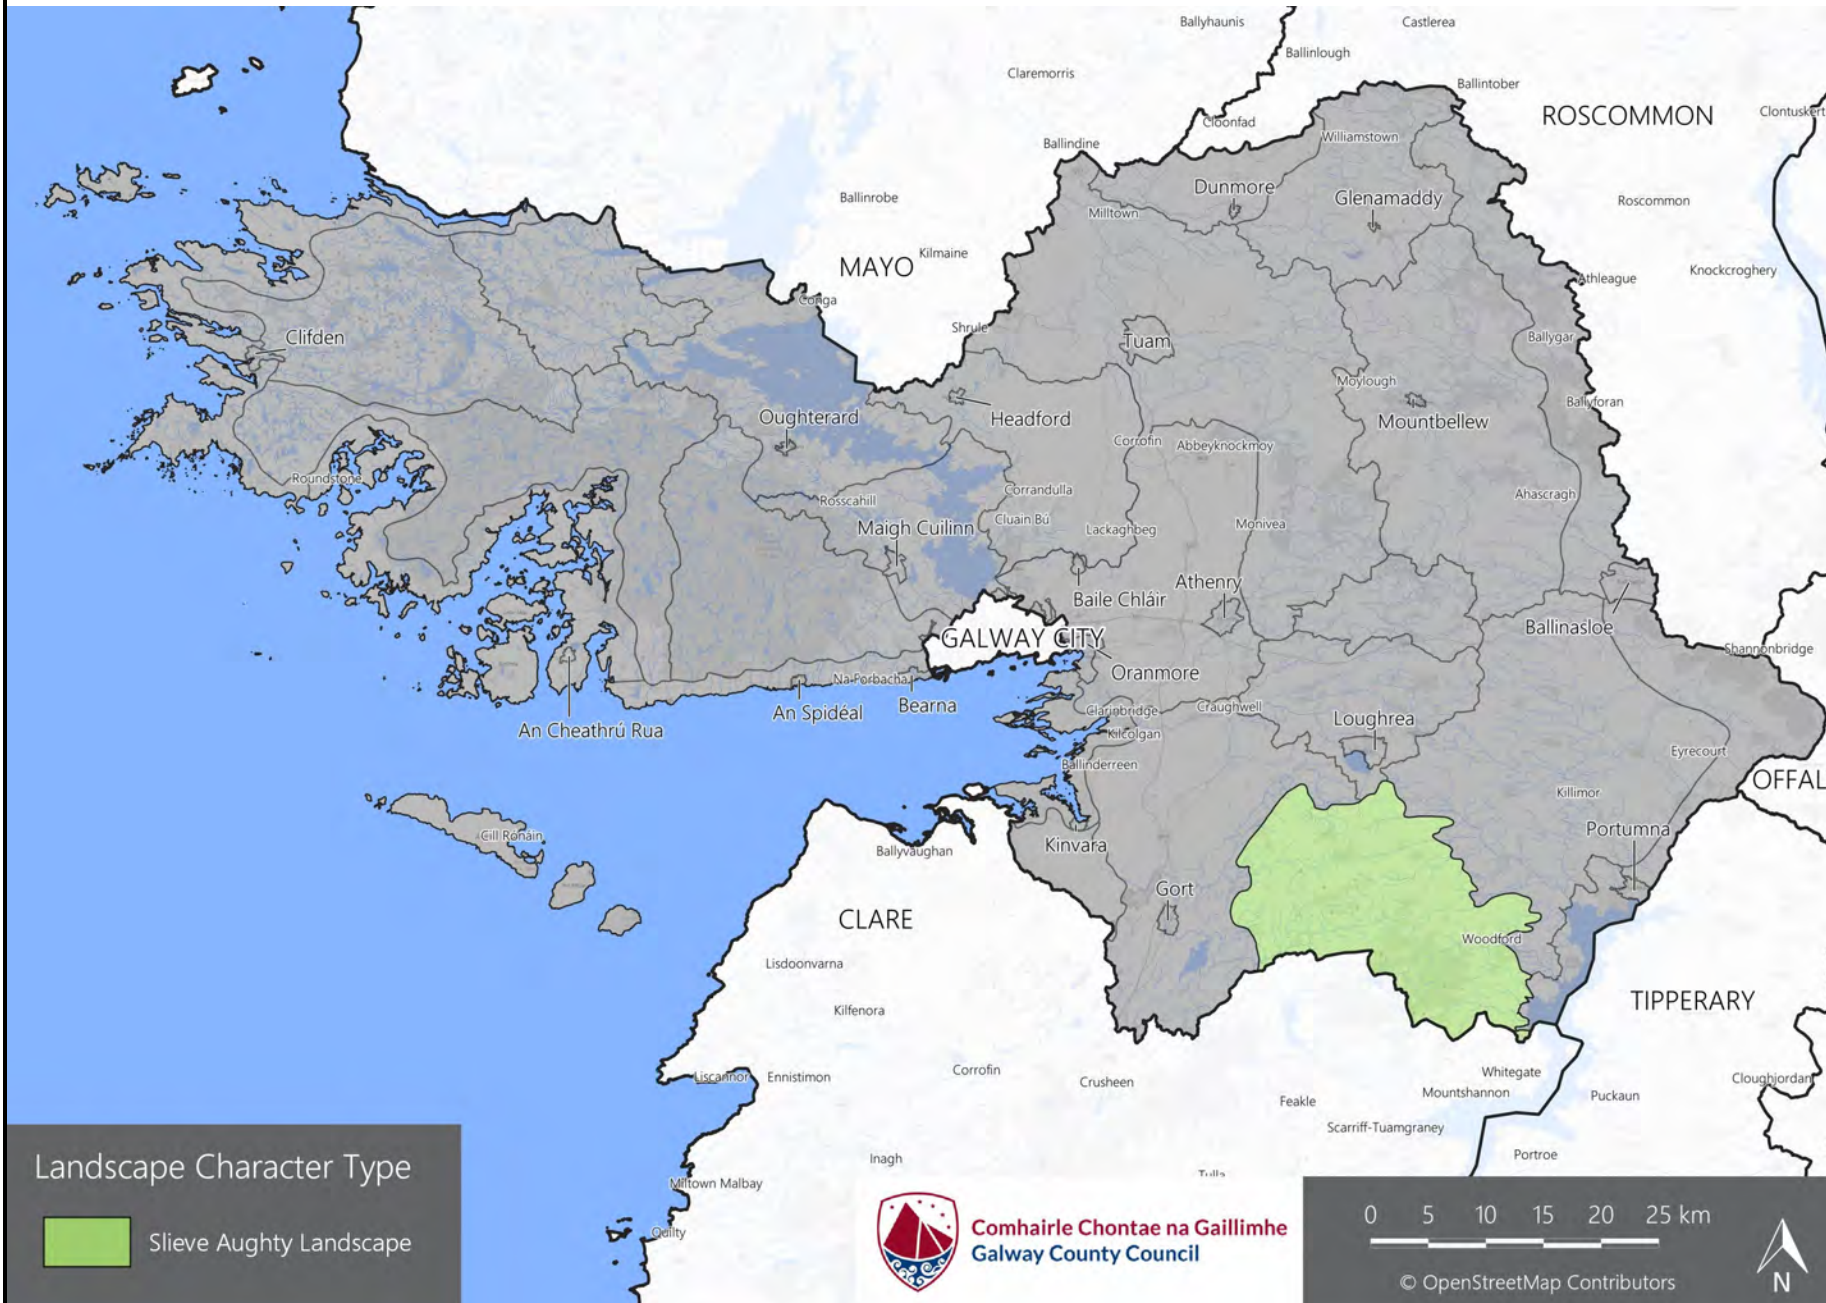 Ballyhaunis
Castlerea
Ballinlough
Claremorris
Ballintober
ROSCOMMON
Clontuskert
Cloonfad
Williamstown
Ballindine
Dunmore
Glenamaddy
Ballinrobe
Roscommon
Milltown
MAYO
Kilmaine
Knockcroghery
Athleague
Conga
Shrule
Clifden
Tuam
Ballygar
Moylough
Ballyforan
Oughterard
Headford
Mountbellew
Corrofin
Abbeyknockmoy
Roundstone
Rosscahill
Corrandulla
Ahascragh
Maigh Cuilinn
Cluain Bú
Lackaghbeg
Monivea
Athenry
Baile Chláir
Ballinasloe
GALWAY CITY
Shannonbridge
Oranmore
Na Forbacha
Bearna
An Spidéal
Clarinbridge
Craughwell
Loughrea
An Cheathrú Rua
Kilcolgan
Eyrecourt
Ballinderreen
OFFAL
Killimor
Portumna
Cill Rónáin
Kinvara
Ballyvaughan
Gort
CLARE
Woodford
Lisdoonvarna
TIPPERARY
Kilfenora
Liscannor
Ennistimon
Corrofin
Crusheen
Whitegate
Cloughjordan
Mountshannon
Puckaun
Feakle
Scarriff-Tuamgraney
Inagh
Portroe
Tulla
Miltown Malbay
Quilty
Landscape Character Type
Slieve Aughty Landscape
Comhairle Chontae na Gaillimhe
Galway County Council
0 5 10 15 20 25 km
© OpenStreetMap Contributors
N